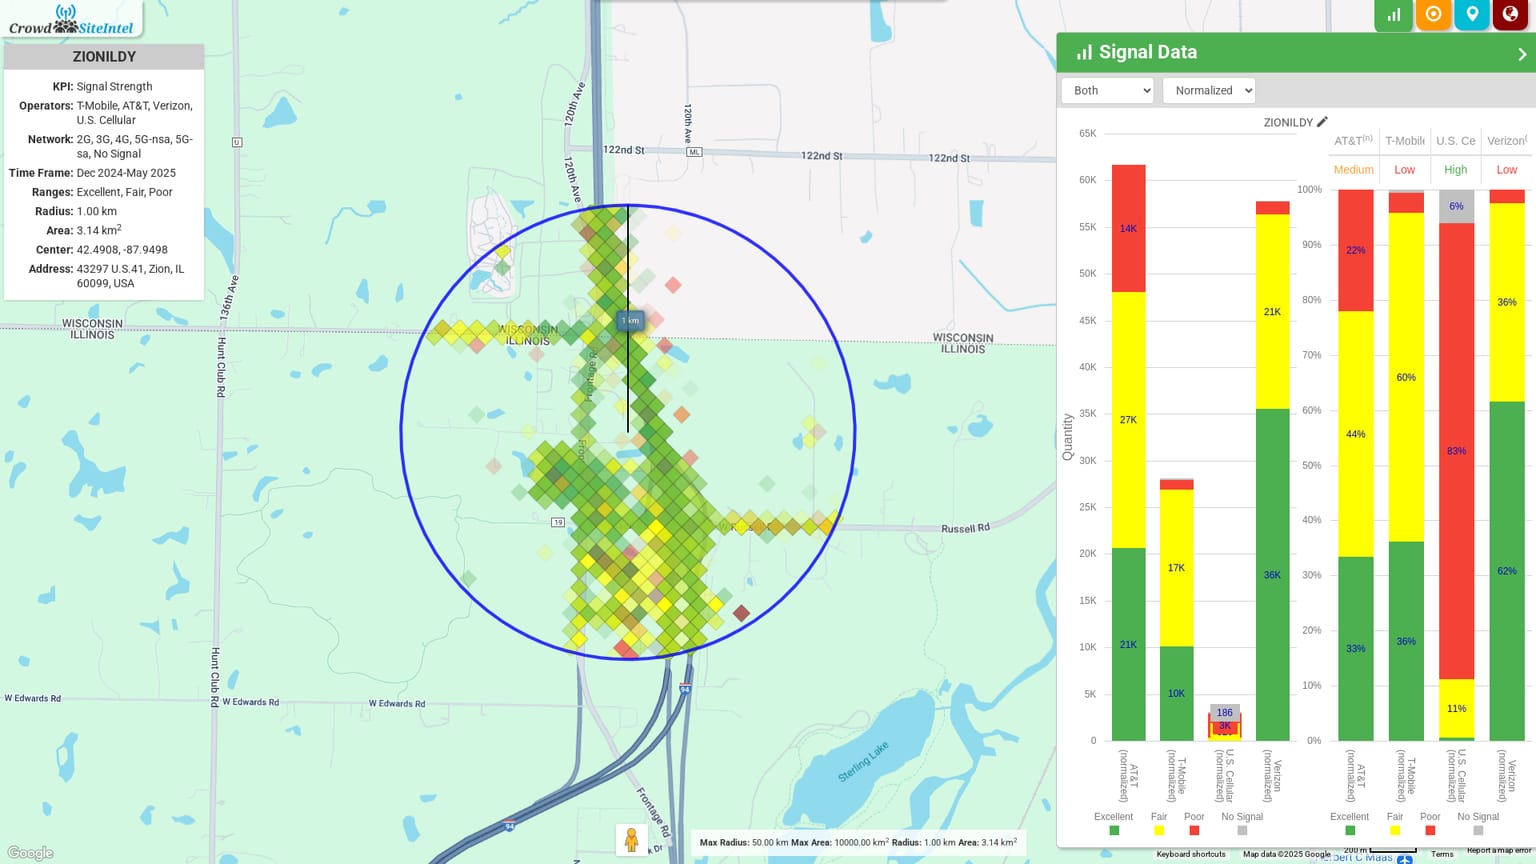 CrowdSiteIntel
ZIONILDY
KPI: Signal Strength
Operators: T-Mobile, AT&T, Verizon,
U.S. Cellular
Network: 2G, 3G, 4G, 5G-nsa, 5G-
sa, No Signal
Time Frame: Dec 2024-May 2025
Ranges: Excellent, Fair, Poor
Radius: 1.00 km
Area: 3.14 km2
Center: 42.4908, -87.9498
Address: 43297 U.S.41, Zion, IL
60099, USA
U
120th Ave
120th Ave
120th Ave
122nd St
ML
122nd St
122nd St
136th Ave
WISCONSIN
ILLINOIS
WISCONSIN
ILLINOIS
WISCONSIN
ILLINOIS
1 km
Hunt Club Rd
Frontage Rd
19
Russell Rd
Hunt Club Rd
W Edwards Rd
W Edwards Rd
W Edwards Rd
94
94
Sterling Lake
Frontage Rd
Google
Max Radius: 50.00 km Max Area: 10000.00 km2 Radius: 1.00 km Area: 3.14 km2
Signal Data
Both
Normalized
ZIONILDY
65K
60K
55K
50K
45K
40K
35K
30K
25K
20K
15K
10K
5K
0
Quantity
14K
27K
21K
17K
10K
186
3K
21K
36K
AT&T
(normalized)
T-Mobile
(normalized)
U.S. Cellular
(normalized)
Verizon
(normalized)
Excellent
Fair
Poor
No Signal
AT&T(n)
T-Mobile
U.S. Ce
Verizon(
Medium
Low
High
Low
100%
90%
80%
70%
60%
50%
40%
30%
20%
10%
0%
22%
44%
33%
60%
36%
6%
83%
11%
36%
62%
AT&T
(normalized)
T-Mobile
(normalized)
U.S. Cellular
(normalized)
Verizon
(normalized)
Excellent
Fair
Poor
No Signal
Keyboard shortcuts
Map data ©2025 Google
200 m
Terms
Report a map error